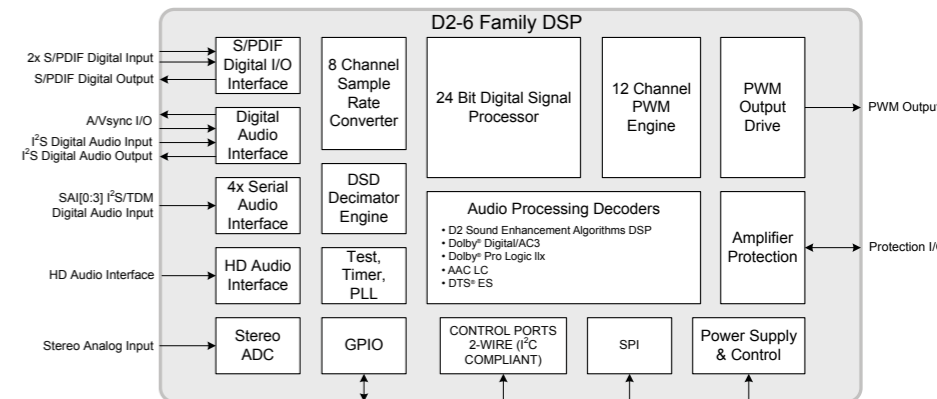 D2-6 Family DSP
2x S/PDIF Digital Input
S/PDIF Digital Output
S/PDIF
Digital I/O
Interface
8 Channel
Sample
Rate
Converter
24 Bit Digital Signal
Processor
12 Channel
PWM
Engine
PWM
Output
Drive
PWM Output
A/Vsync I/O
I²S Digital Audio Input
I²S Digital Audio Output
Digital
Audio
Interface
SAI[0:3] I²S/TDM
Digital Audio Input
4x Serial
Audio
Interface
DSD
Decimator
Engine
Audio Processing Decoders
• D2 Sound Enhancement Algorithms DSP
• Dolby® Digital/AC3
• Dolby® Pro Logic IIx
• AAC LC
• DTS® ES
Amplifier
Protection
Protection I/
HD Audio Interface
HD Audio
Interface
Test,
Timer,
PLL
Stereo Analog Input
Stereo
ADC
GPIO
CONTROL PORTS
2-WIRE (I²C
COMPLIANT)
SPI
Power Supply
& Control